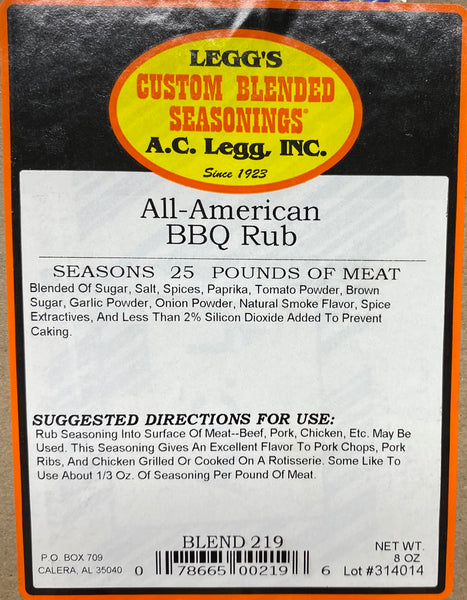 LEGG'S
CUSTOM BLENDED
SEASONINGS
A.C. Legg, INC.
Since 1923
All-American
BBQ Rub
SEASONS 25 POUNDS OF MEAT
Blended Of Sugar, Salt, Spices, Paprika, Tomato Powder, Brown
Sugar, Garlic Powder, Onion Powder, Natural Smoke Flavor, Spice
Extractives, And Less Than 2% Silicon Dioxide Added To Prevent
Caking.
SUGGESTED DIRECTIONS FOR USE:
Rub Seasoning Into Surface Of Meat--Beef, Pork, Chicken, Etc. May Be
Used. This Seasoning Gives An Excellent Flavor To Pork Chops, Pork
Ribs, And Chicken Grilled Or Cooked On A Rotisserie. Some Like To
Use About 1/3 Oz. Of Seasoning Per Pound Of Meat.
BLEND 219
P.O. BOX 709
CALERA, AL 35040
0 78665 00219 6
NET WT.
8 OZ
Lot #314014